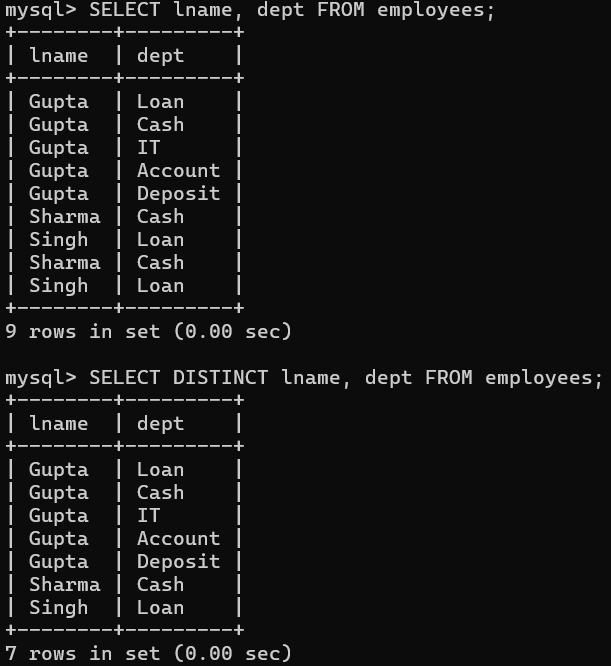 mysql> SELECT lname, dept FROM employees;
+--------+---------+
| lname  | dept    |
+--------+---------+
| Gupta  | Loan    |
| Gupta  | Cash    |
| Gupta  | IT      |
| Gupta  | Account |
| Gupta  | Deposit |
| Sharma | Cash    |
| Singh  | Loan    |
| Sharma | Cash    |
| Singh  | Loan    |
+--------+---------+
9 rows in set (0.00 sec)

mysql> SELECT DISTINCT lname, dept FROM employees;
+--------+---------+
| lname  | dept    |
+--------+---------+
| Gupta  | Loan    |
| Gupta  | Cash    |
| Gupta  | IT      |
| Gupta  | Account |
| Gupta  | Deposit |
| Sharma | Cash    |
| Singh  | Loan    |
+--------+---------+
7 rows in set (0.00 sec)